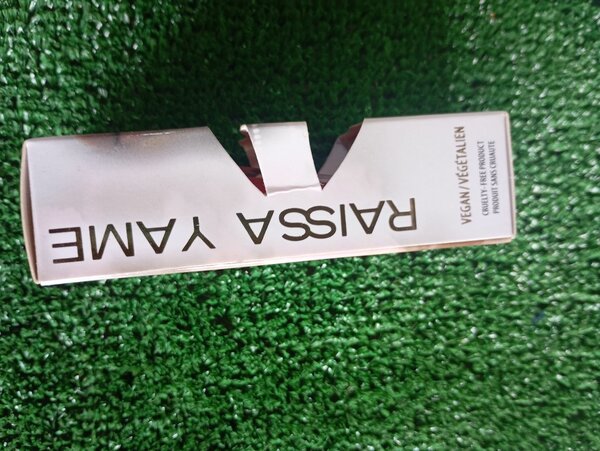 RAISSA YAME
VEGAN/VÉGÉTALIEN
CRUELTY-FREE PRODUCT
PRODUIT SANS CRUAUTÉ